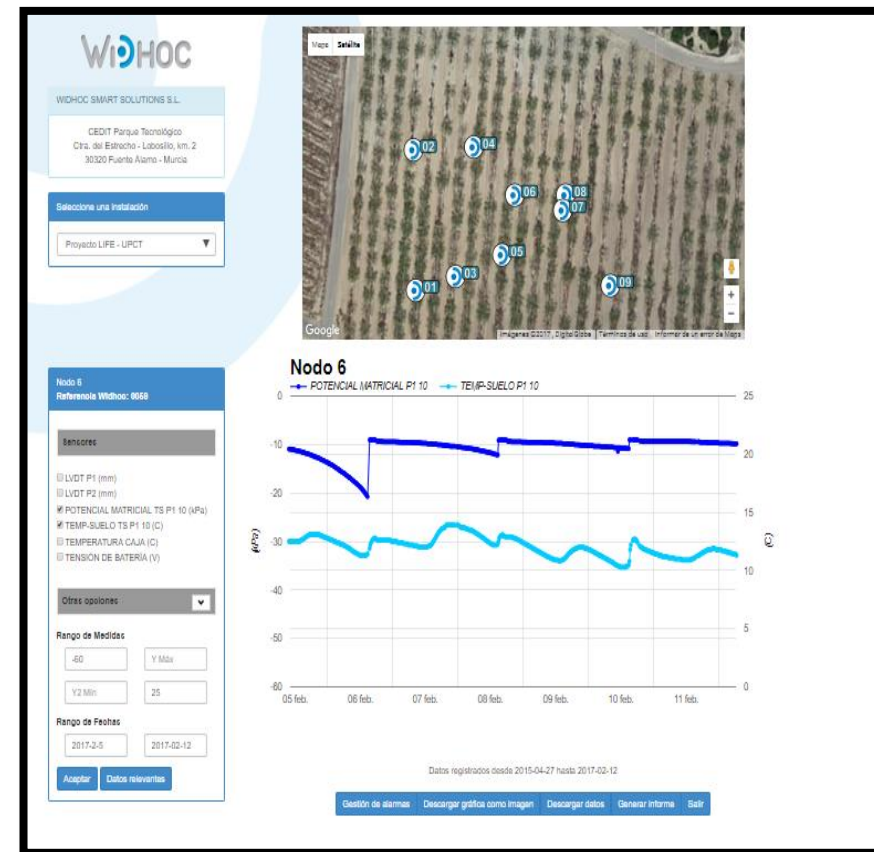 WiDHOC
WIDHOC SMART SOLUTIONS S.L.
CEDIT Parque Tecnológico
Ctra. del Estrecho - Lobosillo, km. 2
30320 Fuente Álamo - Murcia
Seleccione una instalación
Proyecto LIFE - UPCT
Mapa Satélite
02
04
06
08
07
05
03
01
09
Google
Imágenes ©2017, DigitalGlobe Términos de uso Informar de un error de Maps
Nodo 6
Referencia Widhoc: 0058
Sensores
LVDT P1 (mm)
LVDT P2 (mm)
POTENCIAL MATRICIAL TS P1 10 (kPa)
TEMP-SUELO TS P1 10 (C)
TEMPERATURA CAJA (C)
TENSIÓN DE BATERÍA (V)
Otras opciones
Rango de Medidas
-60 Y Máx
Y2 Mín 25
Rango de Fechas
2017-2-5 2017-02-12
Aceptar Datos relevantes
Nodo 6
POTENCIAL MATRICIAL P1 10 TEMP-SUELO P1 10
0 25
-10
20
-20
15
-30
(kPa) (C)
10
-40
-50 5
-60 0
05 feb. 06 feb. 07 feb. 08 feb. 09 feb. 10 feb. 11 feb.
Datos registrados desde 2015-04-27 hasta 2017-02-12
Gestión de alarmas Descargar gráfica como imagen Descargar datos Generar informe Salir